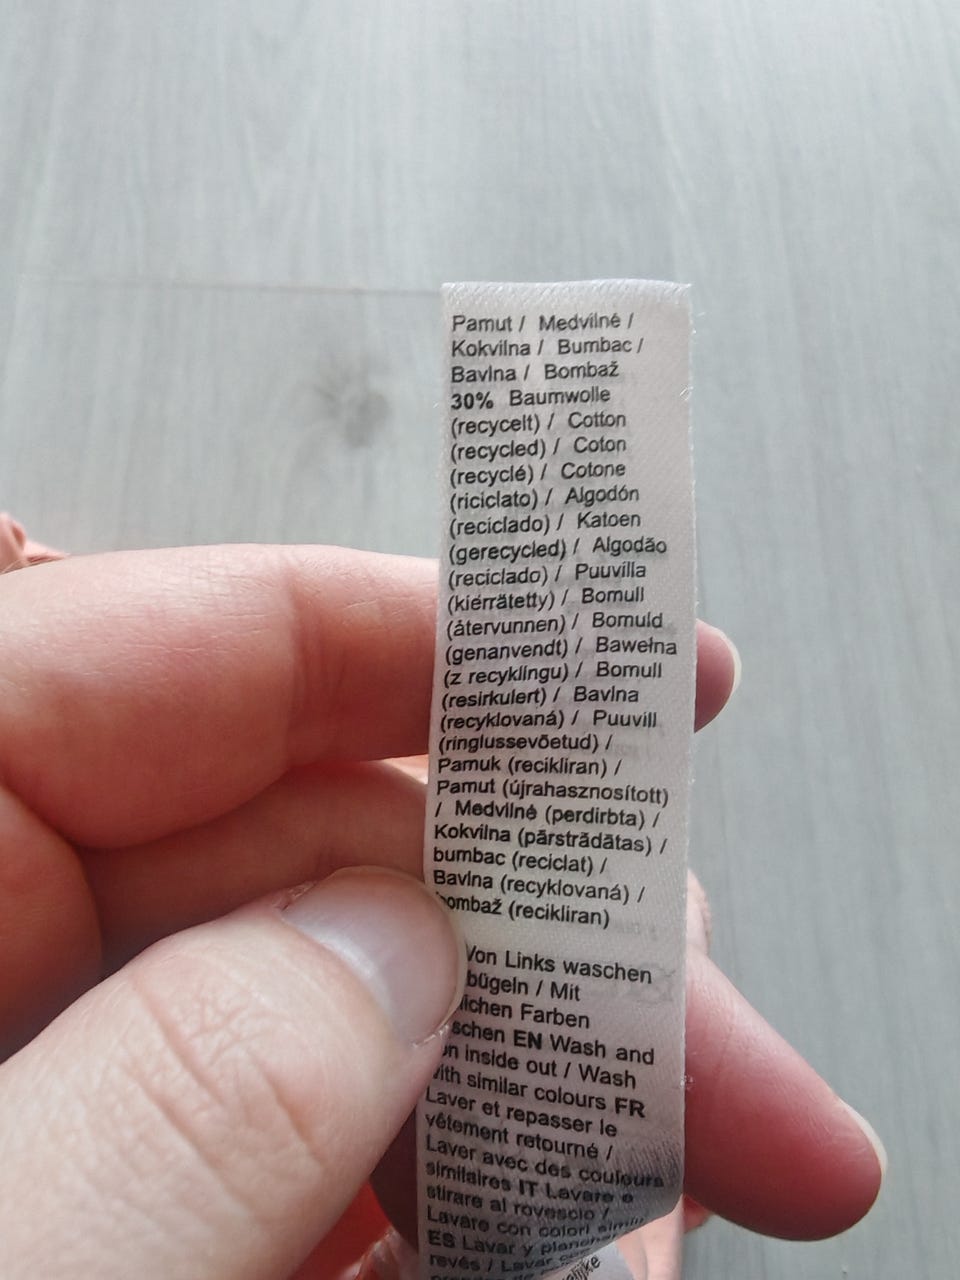 Pamut / Medvilnė /
Kokvilna / Bumbac /
Bavlna / Bombaž
30% Baumwolle
(recycelt) / Cotton
(recycled) / Coton
(recyclé) / Cotone
(riciclato) / Algodón
(reciclado) / Katoen
(gerecycled) / Algodão
(reciclado) / Puuvilla
(kierrätetty) / Bomull
(återvunnen) / Bomuld
(genanvendt) / Bawełna
(z recyklingu) / Bomull
(resirkulert) / Bavlna
(recyklovaná) / Puuvill
(ringlussevõetud) /
Pamuk (recikliran) /
Pamut (újrahasznosított)
/ Medvilnė (perdirbta) /
Kokvilna (pārstrādātas) /
bumbac (reciclat) /
Bavlna (recyklovaná) /
bombaž (recikliran)
Von Links waschen
bügeln / Mit
Farben
EN Wash and
inside out / Wash
with similar colours FR
Laver et repasser le
vêtement retourné /
Laver avec des couleurs
similaires IT Lavare e
stirare al rovescio /
Lavare con colori
ES Lavar y
revés / Lavar